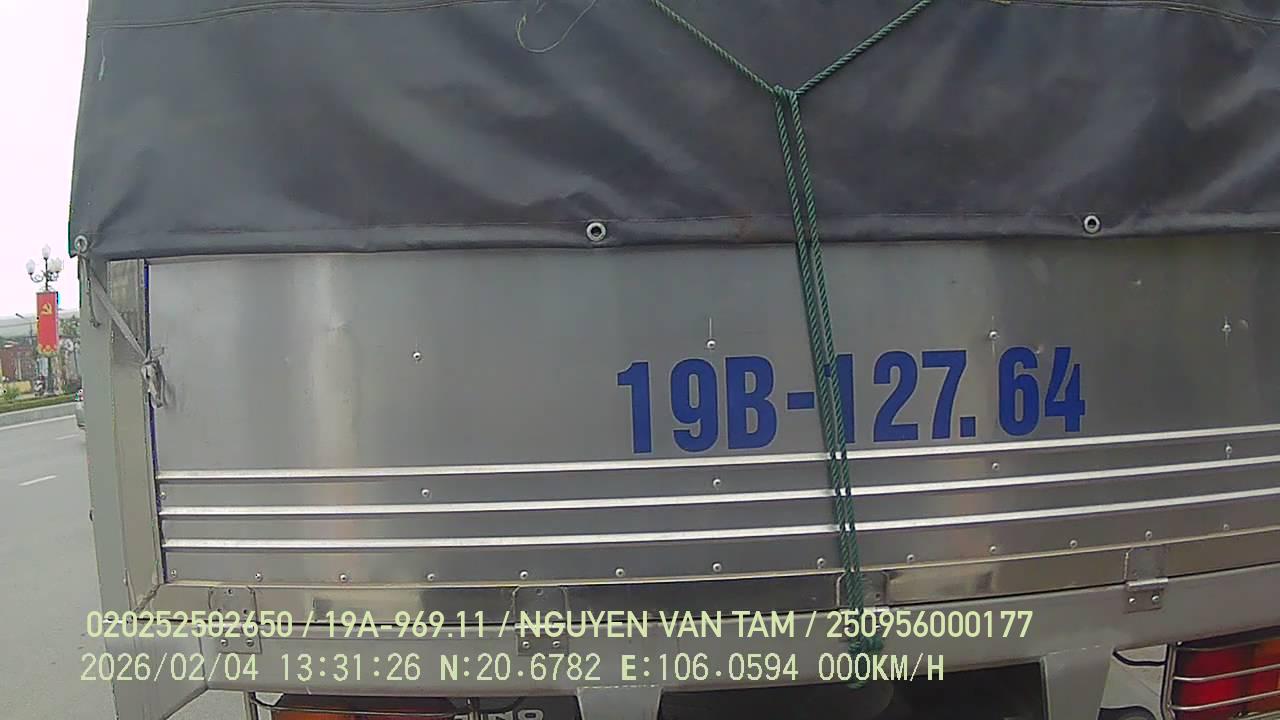 19B-127.64
020252502650 / 19A-969.11 / NGUYEN VAN TAM / 250956000177
2026/02/04 13:31:26 N:20.6782 E:106.0594 000KM/H